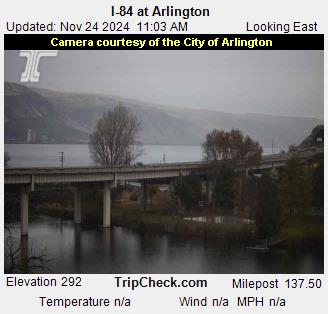 I-84 at Arlington
Updated: Nov 24 2024 11:03 AM Looking East
Camera courtesy of the City of Arlington
Elevation 292 TripCheck.com Milepost 137.50
Temperature n/a Wind n/a MPH n/a